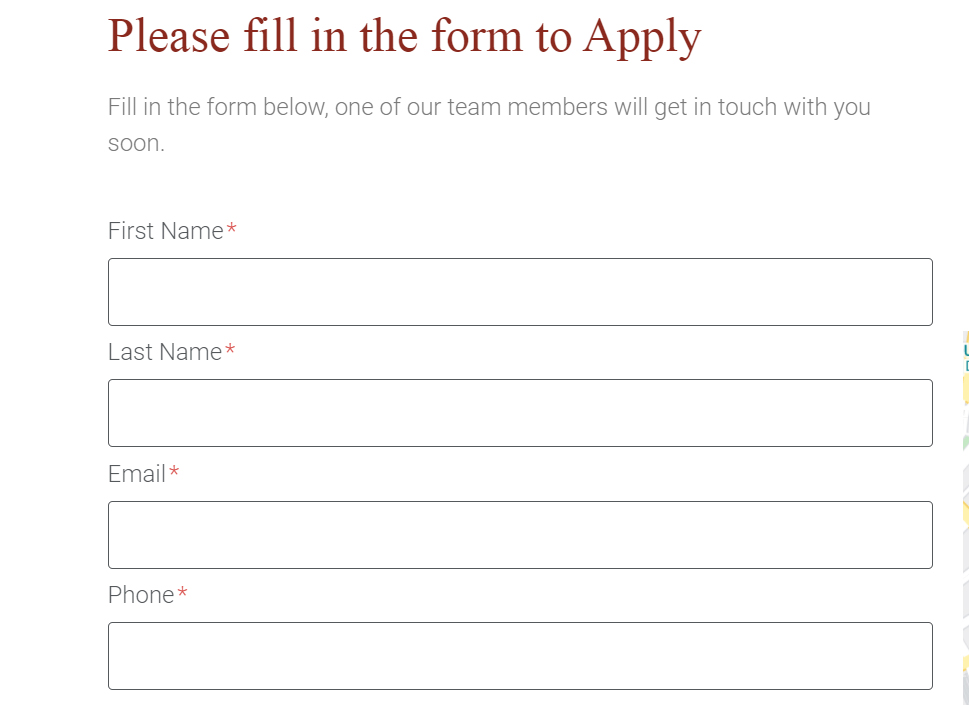 Please fill in the form to Apply
Fill in the form below, one of our team members will get in touch with you
soon.
First Name*
Last Name*
Email*
Phone*